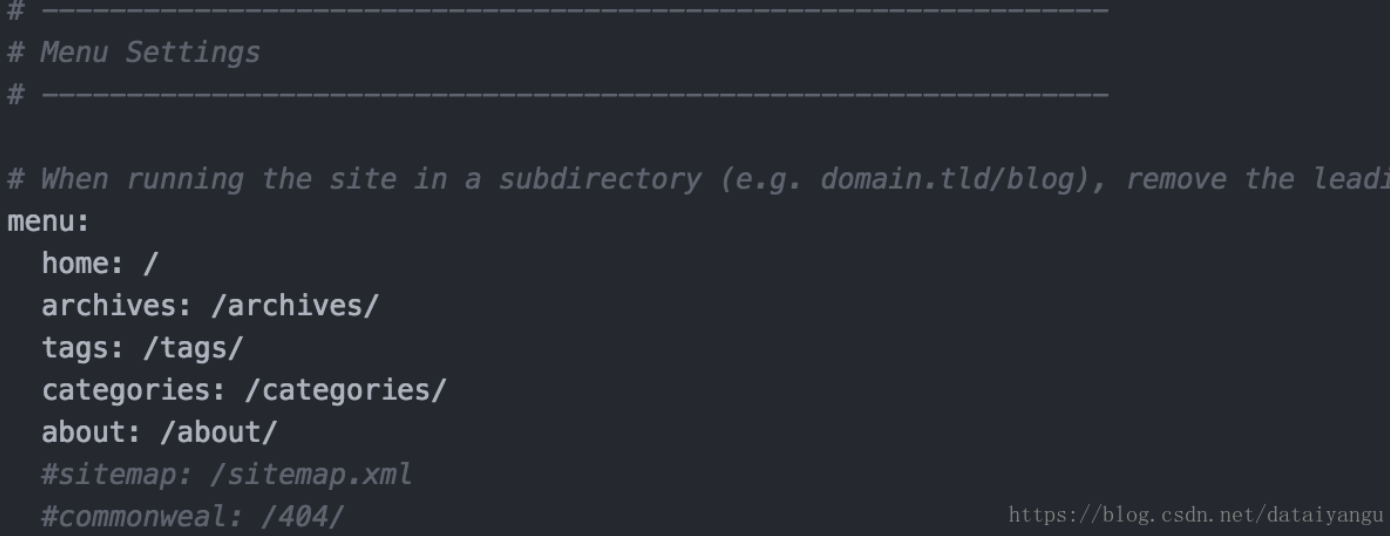 # ---------------------------------------------------------------
# Menu Settings
# ---------------------------------------------------------------
# When running the site in a subdirectory (e.g. domain.tld/blog), remove the leadi
menu:
  home: /
  archives: /archives/
  tags: /tags/
  categories: /categories/
  about: /about/
  #sitemap: /sitemap.xml
  #commonweal: /404/
https://blog.csdn.net/dataiyangu